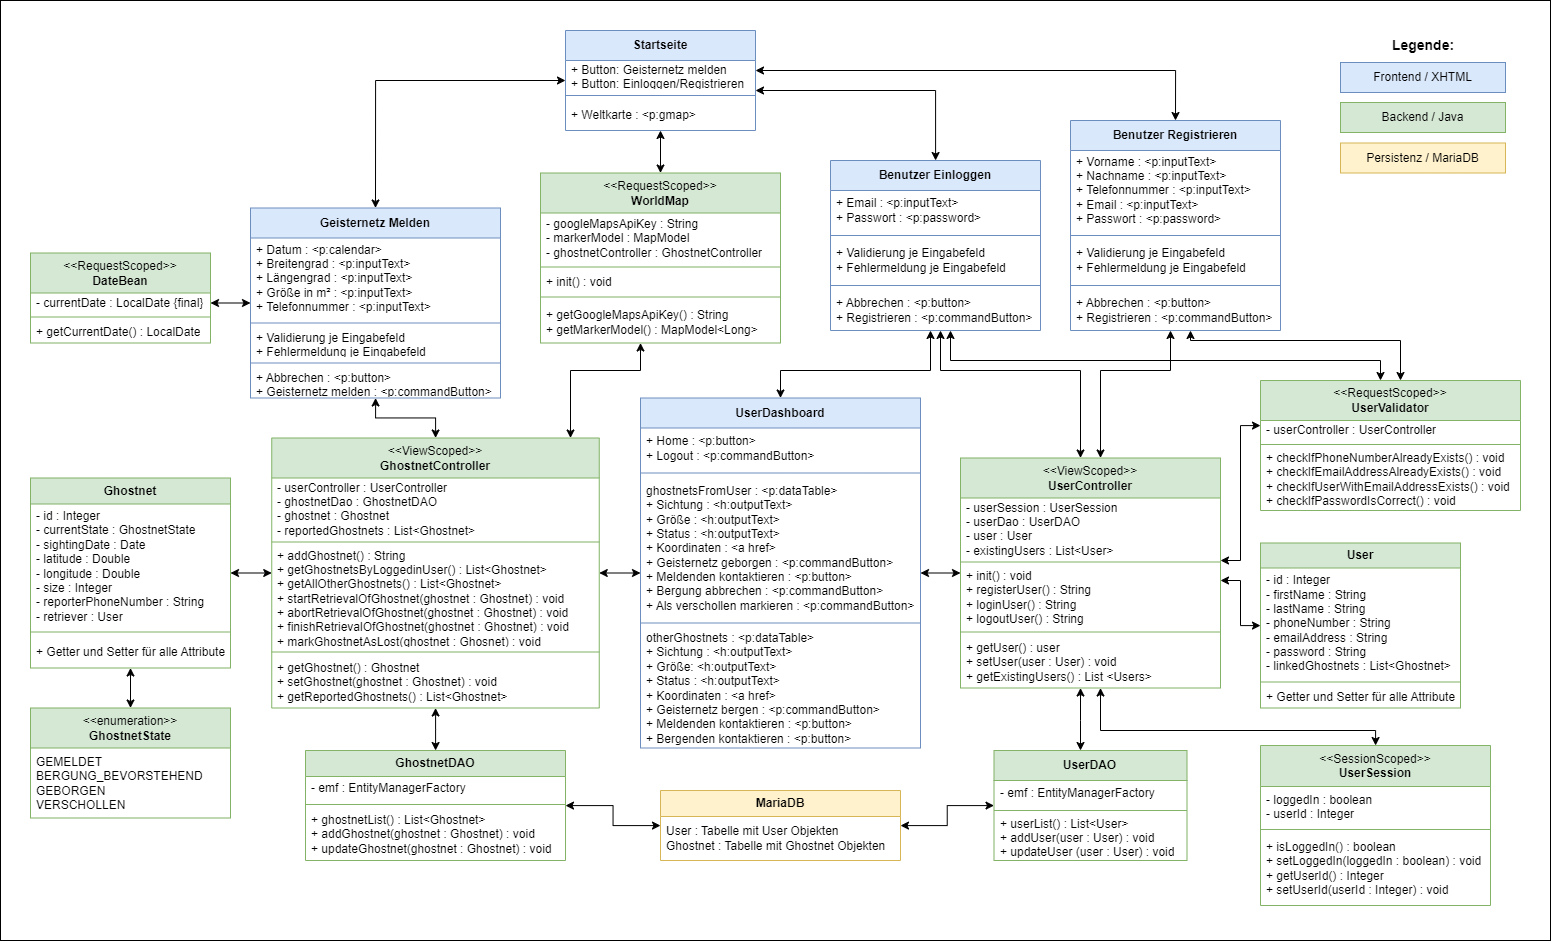 Startseite
+ Button: Geisternetz melden
+ Button: Einloggen/Registrieren
+ Weltkarte : <p:gmap>
Legende:
Frontend / XHTML
Backend / Java
Persistenz / MariaDB
Benutzer Registrieren
+ Vorname : <p:inputText>
+ Nachname : <p:inputText>
+ Telefonnummer : <p:inputText>
+ Email : <p:inputText>
+ Passwort : <p:password>
+ Validierung je Eingabefeld
+ Fehlermeldung je Eingabefeld
+ Abbrechen : <p:button>
+ Registrieren : <p:commandButton>
Benutzer Einloggen
+ Email : <p:inputText>
+ Passwort : <p:password>
+ Validierung je Eingabefeld
+ Fehlermeldung je Eingabefeld
+ Abbrechen : <p:button>
+ Registrieren : <p:commandButton>
<<RequestScoped>>
WorldMap
- googleMapsApiKey : String
- markerModel : MapModel
- ghostnetController : GhostnetController
+ init() : void
+ getGoogleMapsApiKey() : String
+ getMarkerModel() : MapModel<Long>
Geisternetz Melden
+ Datum : <p:calendar>
+ Breitengrad : <p:inputText>
+ Längengrad : <p:inputText>
+ Größe in m² : <p:inputText>
+ Telefonnummer : <p:inputText>
+ Validierung je Eingabefeld
+ Fehlermeldung je Eingabefeld
+ Abbrechen : <p:button>
+ Geisternetz melden : <p:commandButton>
<<RequestScoped>>
DateBean
- currentDate : LocalDate {final}
+ getCurrentDate() : LocalDate
<<RequestScoped>>
UserValidator
- userController : UserController
+ checkIfPhoneNumberAlreadyExists() : void
+ checkIfEmailAddressAlreadyExists() : void
+ checkIfUserWithEmailAddressExists() : void
+ checkIfPasswordIsCorrect() : void
UserDashboard
+ Home : <p:button>
+ Logout : <p:commandButton>
ghostnetsFromUser : <p:dataTable>
+ Sichtung : <h:outputText>
+ Größe : <h:outputText>
+ Status : <h:outputText>
+ Koordinaten : <a href>
+ Geisternetz geborgen : <p:commandButton>
+ Meldenden kontaktieren : <p:button>
+ Bergung abbrechen : <p:commandButton>
+ Als verschollen markieren : <p:commandButton>
otherGhostnets : <p:dataTable>
+ Sichtung : <h:outputText>
+ Größe: <h:outputText>
+ Status : <h:outputText>
+ Koordinaten : <a href>
+ Geisternetz bergen : <p:commandButton>
+ Meldenden kontaktieren : <p:button>
+ Bergenden kontaktieren : <p:button>
<<ViewScoped>>
GhostnetController
- userController : UserController
- ghostnetDao : GhostnetDAO
- ghostnet : Ghostnet
- reportedGhostnets : List<Ghostnet>
+ addGhostnet() : String
+ getGhostnetsByLoggedinUser() : List<Ghostnet>
+ getAllOtherGhostnets() : List<Ghostnet>
+ startRetrievalOfGhostnet(ghostnet : Ghostnet) : void
+ abortRetrievalOfGhostnet(ghostnet : Ghostnet) : void
+ finishRetrievalOfGhostnet(ghostnet : Ghostnet) : void
+ markGhostnetAsLost(ghostnet : Ghosnet) : void
+ getGhostnet() : Ghostnet
+ setGhostnet(ghostnet : Ghostnet) : void
+ getReportedGhostnets() : List<Ghostnet>
<<ViewScoped>>
UserController
- userSession : UserSession
- userDao : UserDAO
- user : User
- existingUsers : List<User>
+ init() : void
+ registerUser() : String
+ loginUser() : String
+ logoutUser() : String
+ getUser() : user
+ setUser(user : User) : void
+ getExistingUsers() : List <Users>
Ghostnet
- id : Integer
- currentState : GhostnetState
- sightingDate : Date
- latitude : Double
- longitude : Double
- size : Integer
- reporterPhoneNumber : String
- retriever : User
+ Getter und Setter für alle Attribute
User
- id : Integer
- firstName : String
- lastName : String
- phoneNumber : String
- emailAddress : String
- password : String
- linkedGhostnets : List<Ghostnet>
+ Getter und Setter für alle Attribute
<<enumeration>>
GhostnetState
GEMELDET
BERGUNG_BEVORSTEHEND
GEBORGEN
VERSCHOLLEN
GhostnetDAO
- emf : EntityManagerFactory
+ ghostnetList() : List<Ghostnet>
+ addGhostnet(ghostnet : Ghostnet) : void
+ updateGhostnet(ghostnet : Ghostnet) : void
MariaDB
User : Tabelle mit User Objekten
Ghostnet : Tabelle mit Ghostnet Objekten
UserDAO
- emf : EntityManagerFactory
+ userList() : List<User>
+ addUser(user : User) : void
+ updateUser (user : User) : void
<<SessionScoped>>
UserSession
- loggedIn : boolean
- userId : Integer
+ isLoggedIn() : boolean
+ setLoggedIn(loggedIn : boolean) : void
+ getUserId() : Integer
+ setUserId(userId : Integer) : void